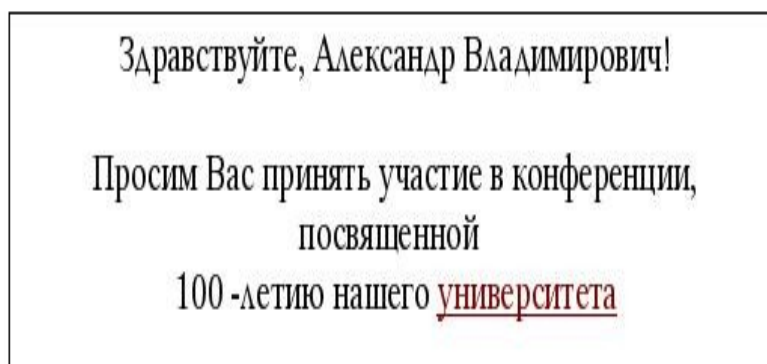 Здравствуйте, Александр Владимирович!
Просим Вас принять участие в конференции,
посвященной
100 -летию нашего университета